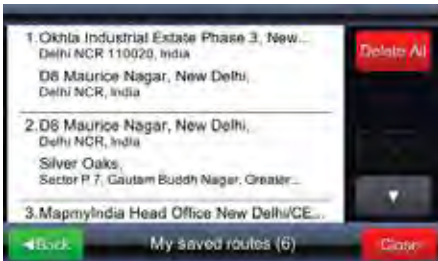 1.Okhla Industrial Estate Phase 3, New...
Delhi NCR 110020, India
D8 Maurice Nagar, New Delhi,
Delhi NCR, India
2.D8 Maurice Nagar, New Delhi,
Delhi NCR, India
Silver Oaks,
Sector P 7, Gautam Buddh Nagar, Greater...
3.MapmyIndia Head Office New Delhi/CE...
Delete All
Back
My saved routes (6)
Close